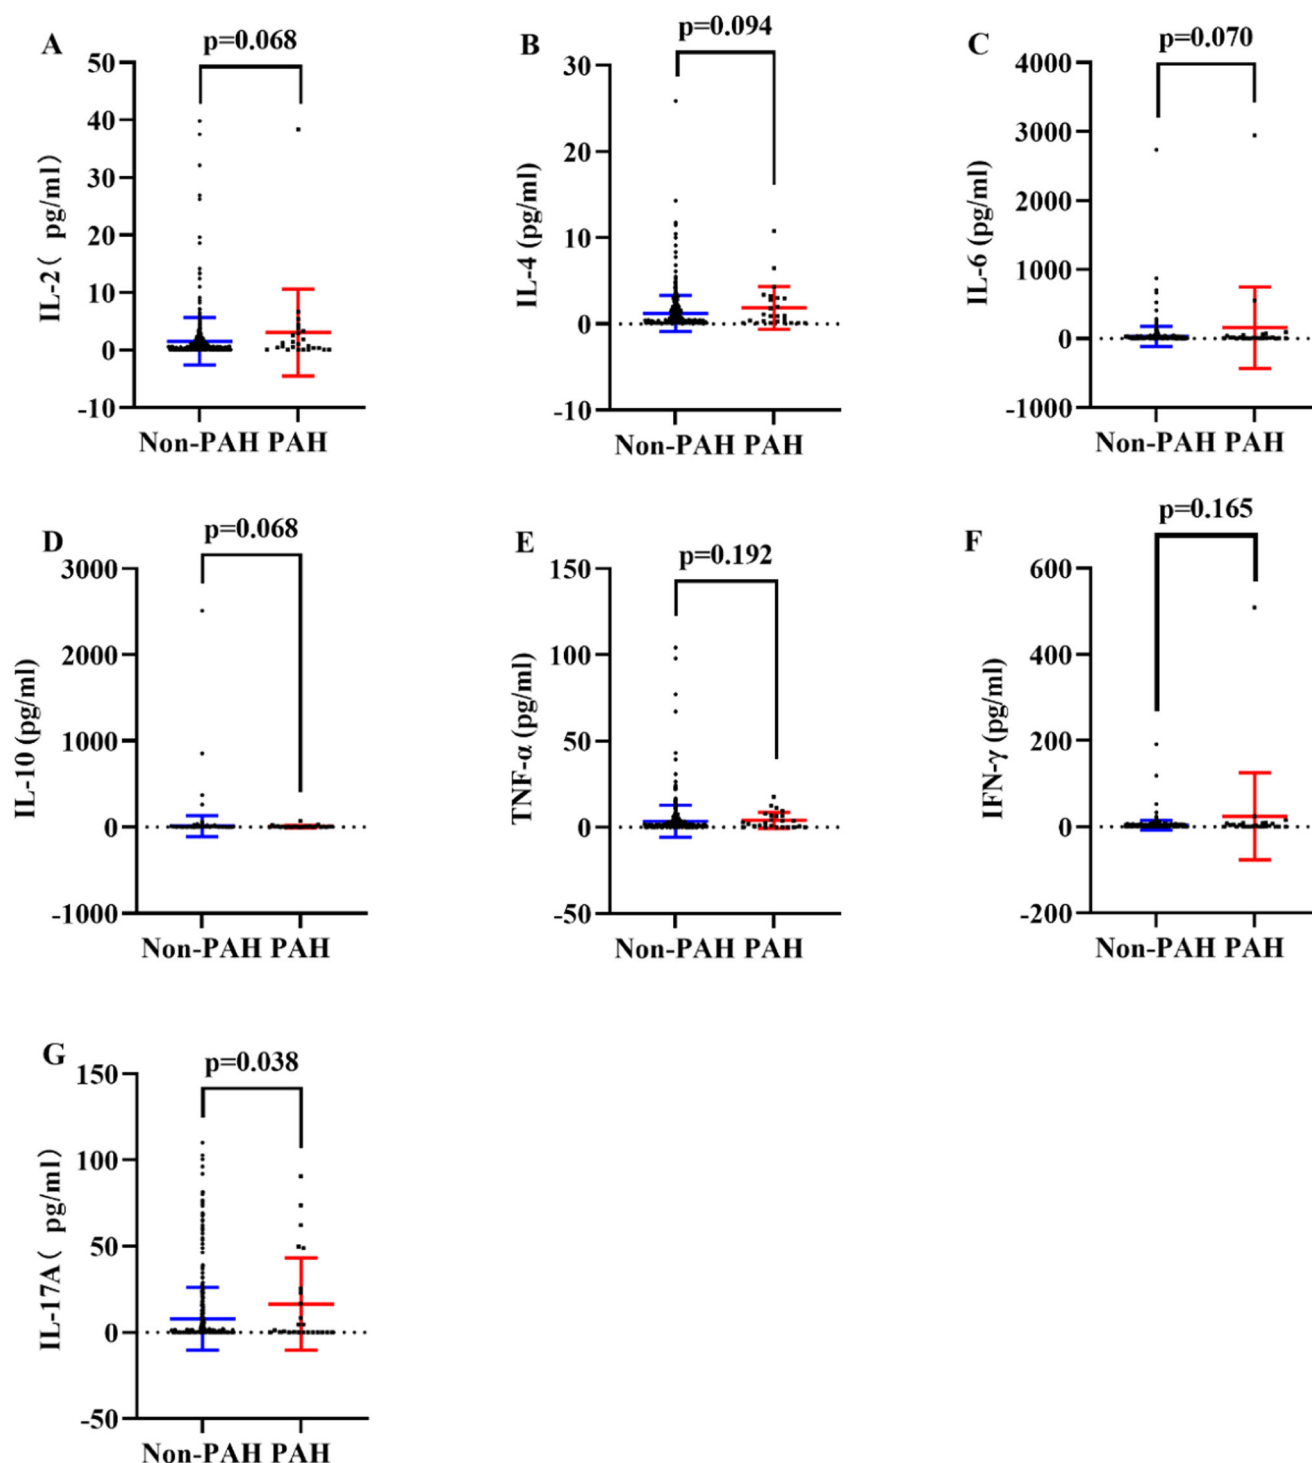 A
p=0.068
50
40
30
20
10
0
-10
IL-2( pg/ml)
Non-PAH PAH
B
p=0.094
30
20
10
0
-10
IL-4 (pg/ml)
Non-PAH PAH
C
p=0.070
4000
3000
2000
1000
0
-1000
IL-6 (pg/ml)
Non-PAH PAH
D
p=0.068
3000
2000
1000
0
-1000
IL-10 (pg/ml)
Non-PAH PAH
E
p=0.192
150
100
50
0
-50
TNF-α (pg/ml)
Non-PAH PAH
F
p=0.165
600
400
200
0
-200
IFN-γ (pg/ml)
Non-PAH PAH
G
p=0.038
150
100
50
0
-50
IL-17A( pg/ml)
Non-PAH PAH